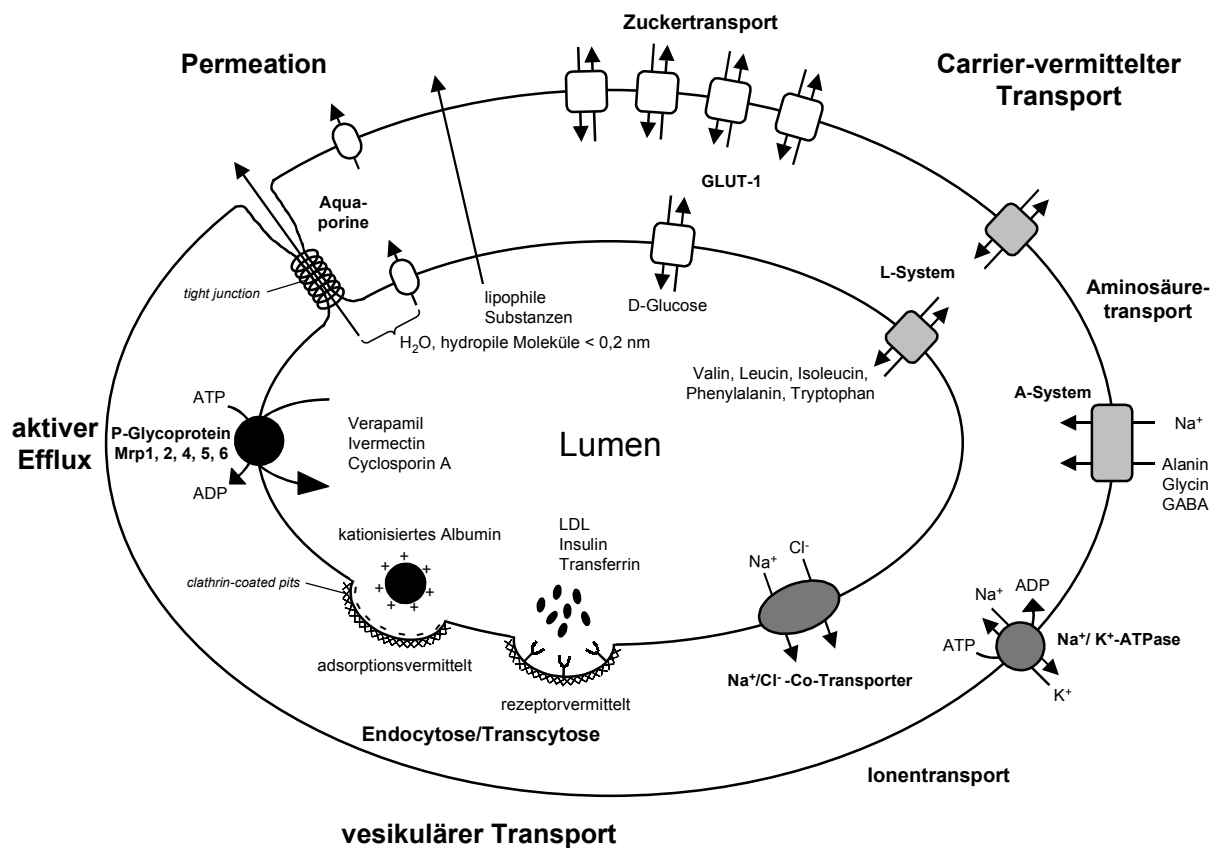 Zuckertransport
Permeation
Carrier-vermittelter
Transport
GLUT-1
Aqua-
porine
tight junction
lipophile
Substanzen
D-Glucose
L-System
Aminosäure-
transport
H₂O, hydropile Moleküle < 0,2 nm
Valin, Leucin, Isoleucin,
Phenylalanin, Tryptophan
A-System
Na⁺
Alanin
Glycin
GABA
aktiver
Efflux
ATP
P-Glycoprotein
Mrp1, 2, 4, 5, 6
ADP
Verapamil
Ivermectin
Cyclosporin A
Lumen
kationisiertes Albumin
+ + + + + + + +
clathrin-coated pits
adsorptionsvermittelt
LDL
Insulin
Transferrin
rezeptorvermittelt
Na⁺
Cl⁻
Na⁺/Cl⁻ -Co-Transporter
Na⁺
ADP
ATP
Na⁺/ K⁺-ATPase
K⁺
Endocytose/Transcytose
Ionentransport
vesikulärer Transport